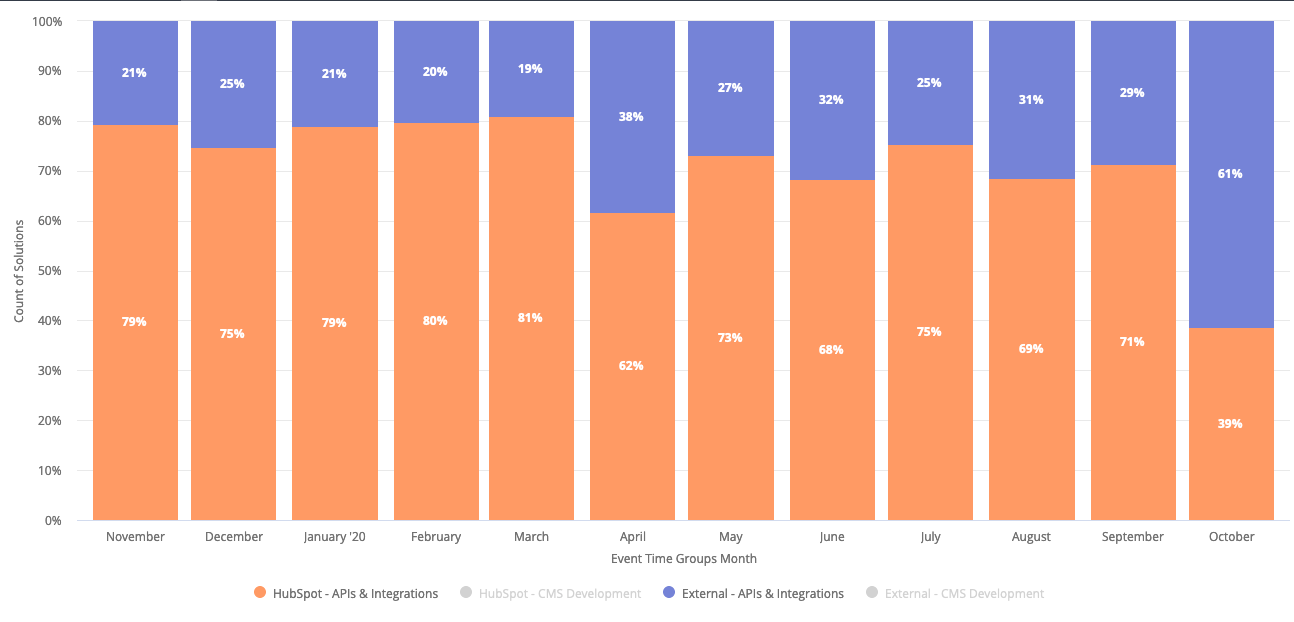 100%
90%
80%
70%
60%
50%
40%
30%
20%
10%
0%
Count of Solutions
21% 25% 21% 20% 19% 38% 27% 32% 25% 31% 29% 61%
79% 75% 79% 80% 81% 62% 73% 68% 75% 69% 71% 39%
November December January '20 February March April May June July August September October
Event Time Groups Month
HubSpot - APIs & Integrations HubSpot - CMS Development External - APIs & Integrations External - CMS Development